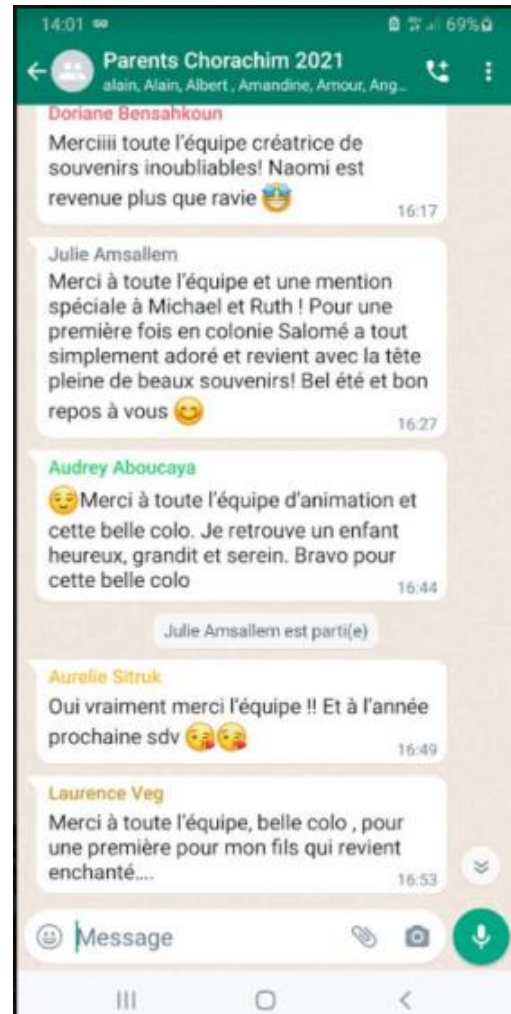 14:01
69%
Parents Chorachim 2021
alain, Alain, Albert , Amandine, Amour, Ang...
Doriane Bensahkoun
Merciiii toute l'équipe créatrice de
souvenirs inoubliables! Naomi est
revenue plus que ravie 🤩
16:17
Julie Amsallem
Merci à toute l'équipe et une mention
spéciale à Michael et Ruth ! Pour une
première fois en colonie Salomé a tout
simplement adoré et revient avec la tête
pleine de beaux souvenirs! Bel été et bon
repos à vous 😊
16:27
Audrey Aboucaya
😌Merci à toute l'équipe d'animation et
cette belle colo. Je retrouve un enfant
heureux, grandit et serein. Bravo pour
cette belle colo
16:44
Julie Amsallem est parti(e)
Aurelie Sitruk
Oui vraiment merci l'équipe !! Et à l'année
prochaine sdv 😘😘
16:49
Laurence Veg
Merci à toute l'équipe, belle colo , pour
une première pour mon fils qui revient
enchanté....
16:53
Message